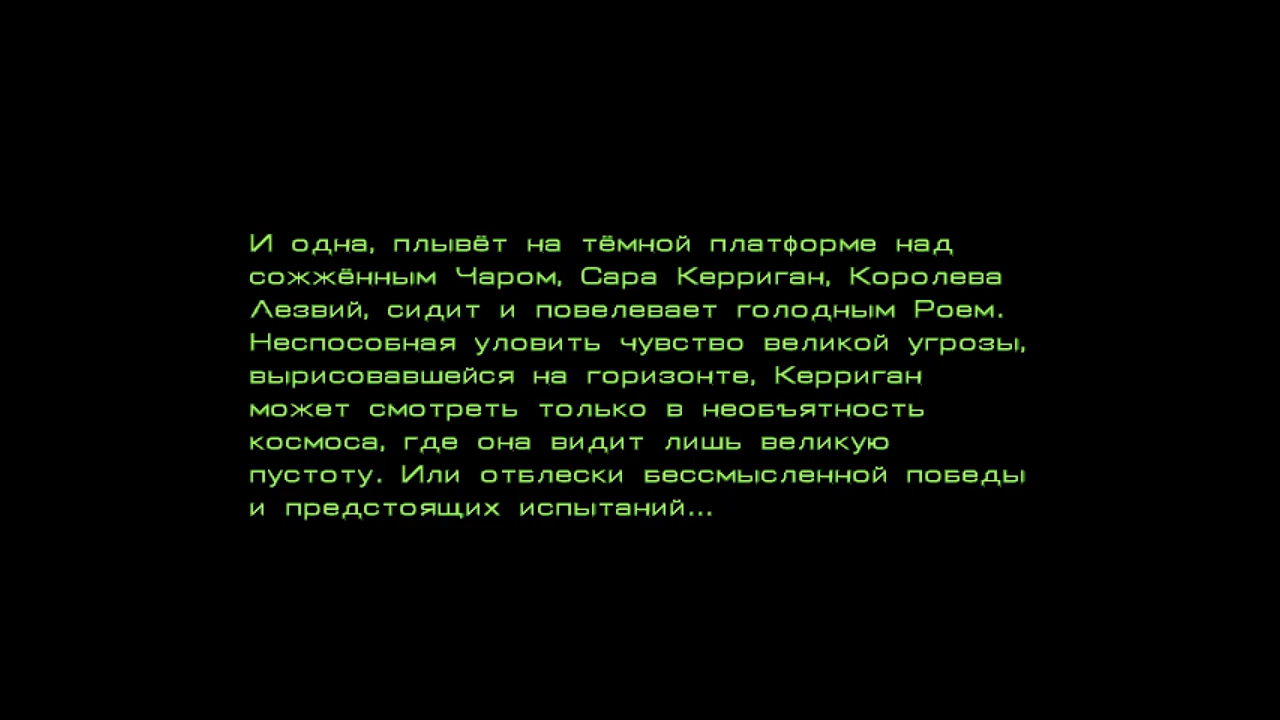 И одна, плывёт на тёмной платформе над
сожжённым Чаром, Сара Керриган, Королева
Лезвий, сидит и повелевает голодным Роем.
Неспособная уловить чувство великой угрозы,
вырисовавшейся на горизонте, Керриган
может смотреть только в необъятность
космоса, где она видит лишь великую
пустоту. Или отблески бессмысленной победы
и предстоящих испытаний...